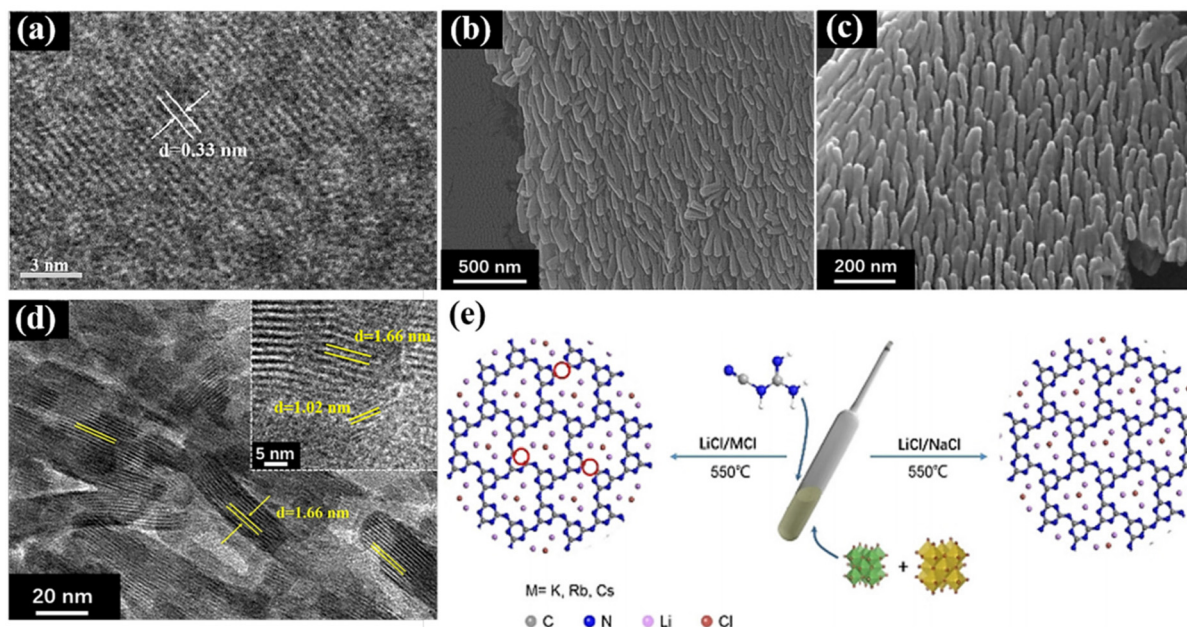 (a)
d=0.33 nm
3 nm
(b)
500 nm
(c)
200 nm
(d)
d=1.66 nm
d=1.02 nm
5 nm
d=1.66 nm
20 nm
(e)
LiCl/MCl
550℃
LiCl/NaCl
550℃
+
M= K, Rb, Cs
C N Li Cl